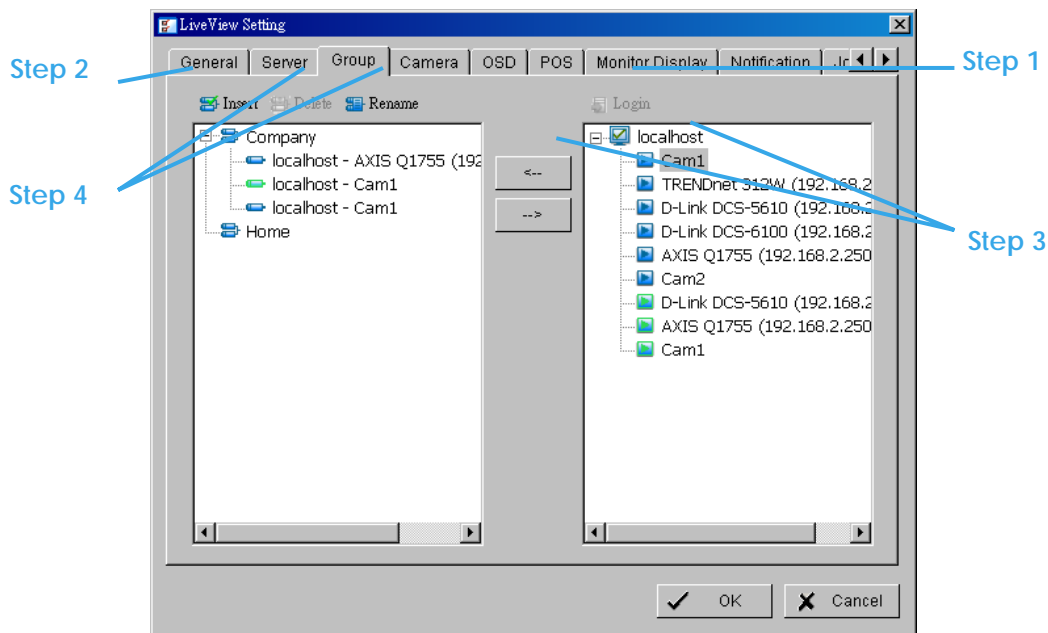 LiveView Setting
Step 2
General Server Group Camera OSD POS Monitor Display Notification
Step 1
Insert Delete Rename
Login
Company
localhost - AXIS Q1755 (192
localhost - Cam1
localhost - Cam1
Home
Step 4
<--
-->
localhost
Cam1
TRENDnet 312W (192.168.2
D-Link DCS-5610 (192.168.2
D-Link DCS-6100 (192.168.2
AXIS Q1755 (192.168.2.250
Cam2
D-Link DCS-5610 (192.168.2
AXIS Q1755 (192.168.2.250
Cam1
Step 3
OK Cancel